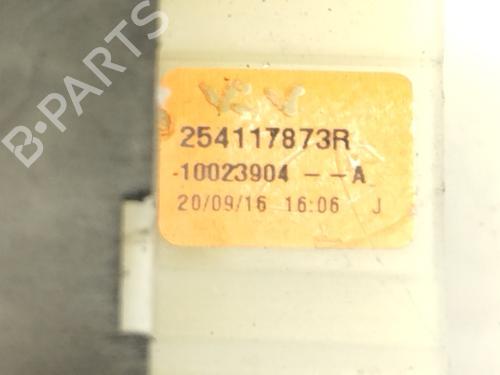 B-PARTS
254117873R
-10023904 -- A
20/09/16 16:06 J